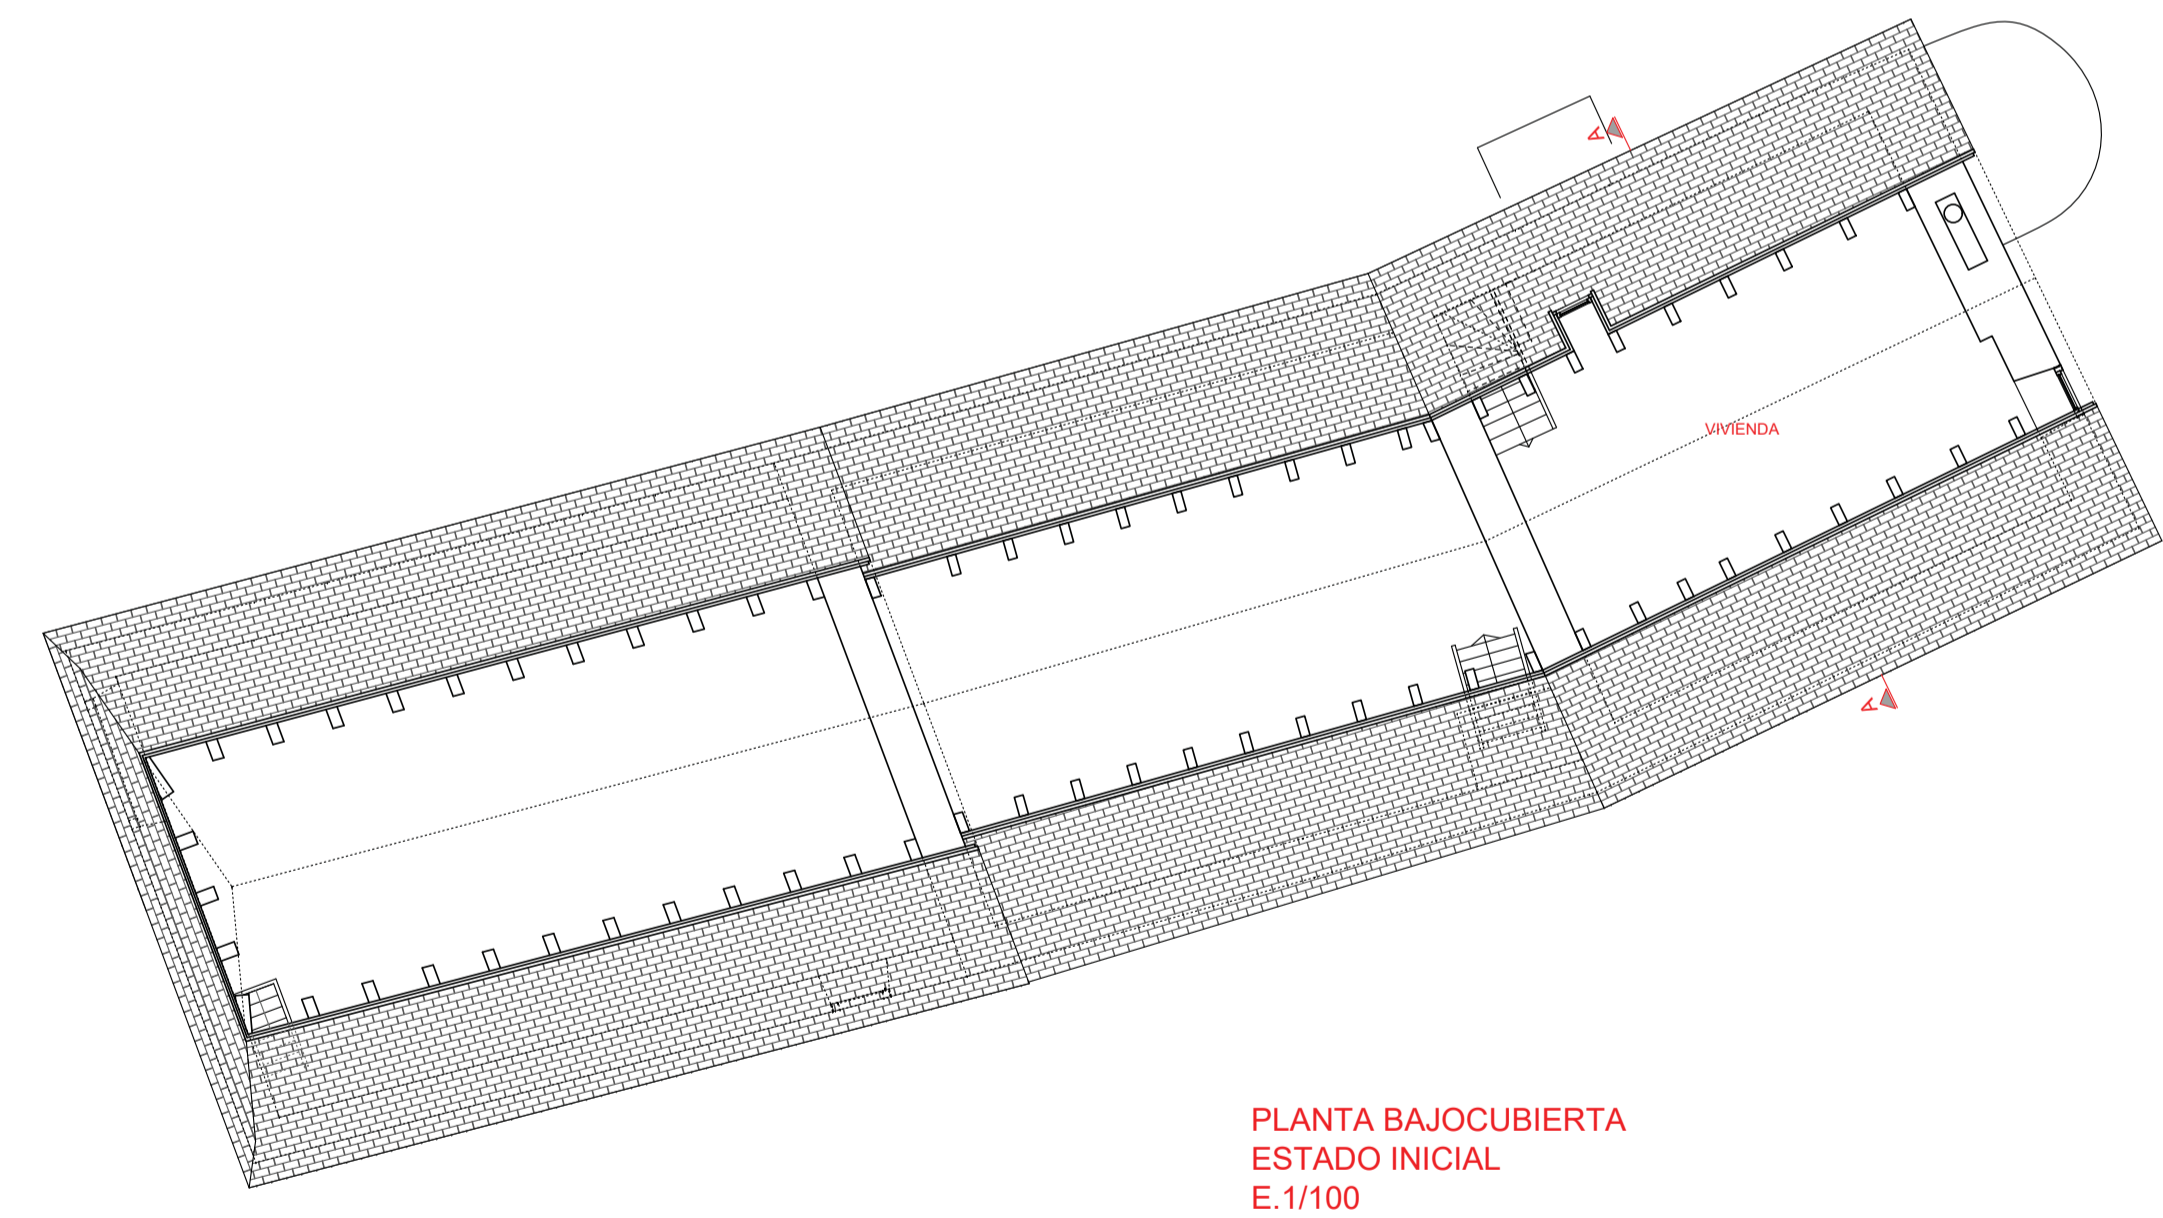 A
VIVIENDA
A
PLANTA BAJOCUBIERTA
ESTADO INICIAL
E.1/100